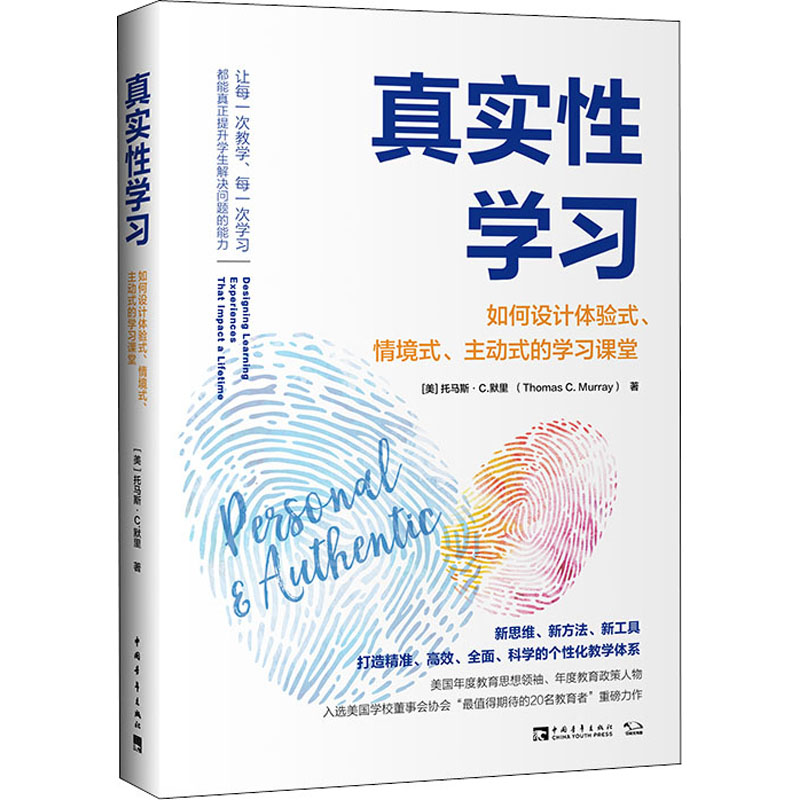 真实性学习
如何设计体验式、情境式、
主动式的学习课堂
[美]托马斯·C.默里 著
中国青年出版社
让每一次教学、每一次学习
都能真正提升学生解决问题的能力
Designing Learning
Experiences
That Impact a Lifetime
真实性
学习
如何设计体验式、
情境式、主动式的学习课堂
[美]托马斯·C.默里 (Thomas C. Murray) 著
Personal
& Authentic
新思维、新方法、新工具
打造精准、高效、全面、科学的个性化教学体系
美国年度教育思想领袖、年度教育政策人物
入选美国学校董事会协会“最值得期待的20名教育者”重磅力作
中国青年出版社
CHINA YOUTH PRESS